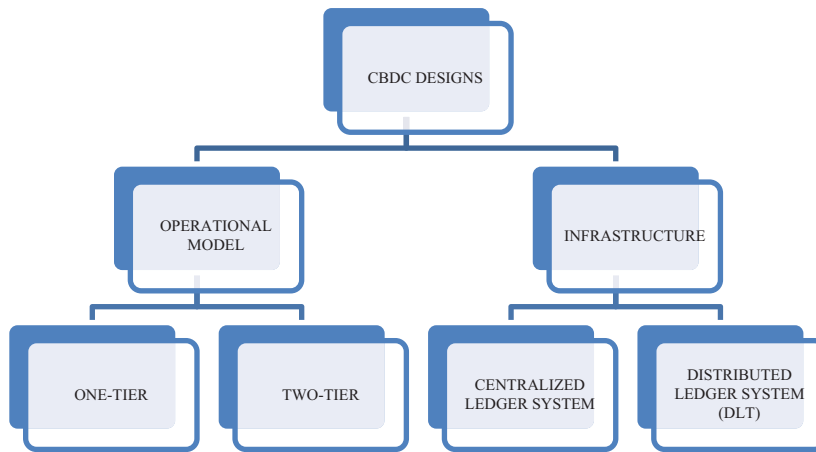 CBDC DESIGNS
OPERATIONAL
MODEL
INFRASTRUCTURE
ONE-TIER
TWO-TIER
CENTRALIZED
LEDGER SYSTEM
DISTRIBUTED
LEDGER SYSTEM
(DLT)